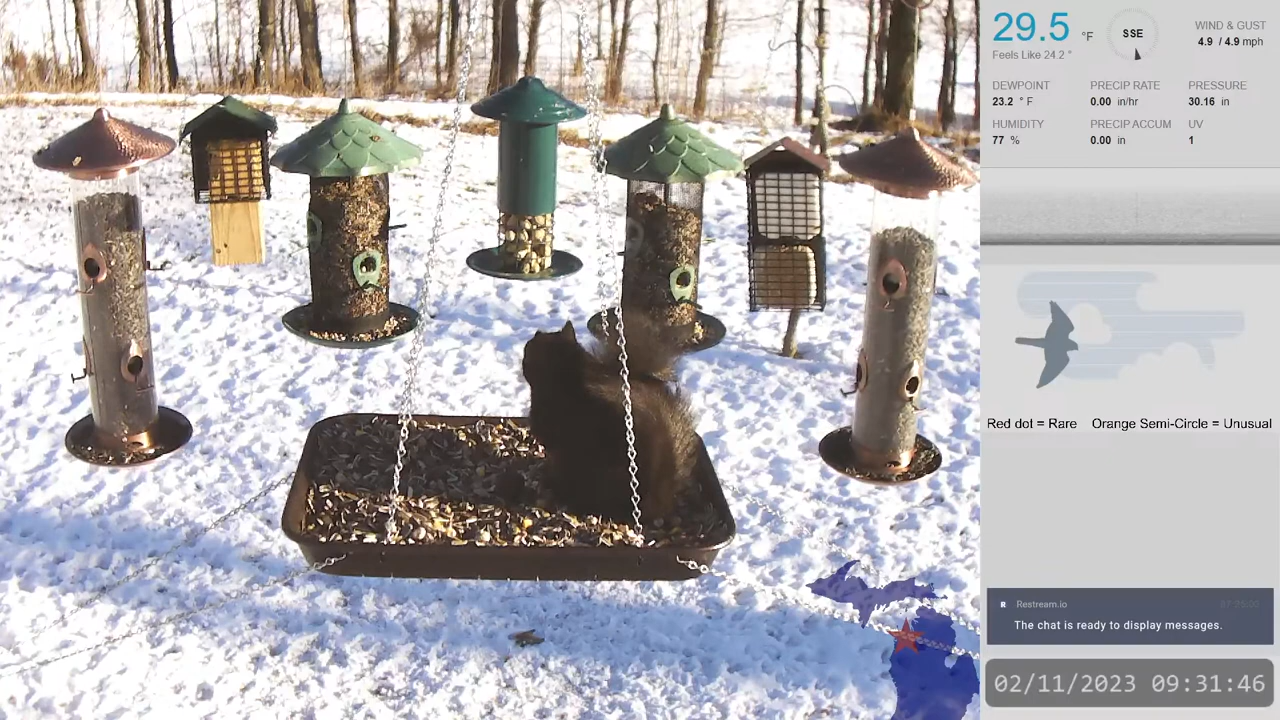 29.5 °F
Feels Like 24.2 °
SSE
WIND & GUST
4.9 / 4.9 mph
DEWPOINT
23.2 ° F
PRECIP RATE
0.00 in/hr
PRESSURE
30.16 in
HUMIDITY
77 %
PRECIP ACCUM
0.00 in
UV
1
Red dot = Rare Orange Semi-Circle = Unusual
R Restream.io
The chat is ready to display messages.
02/11/2023 09:31:46